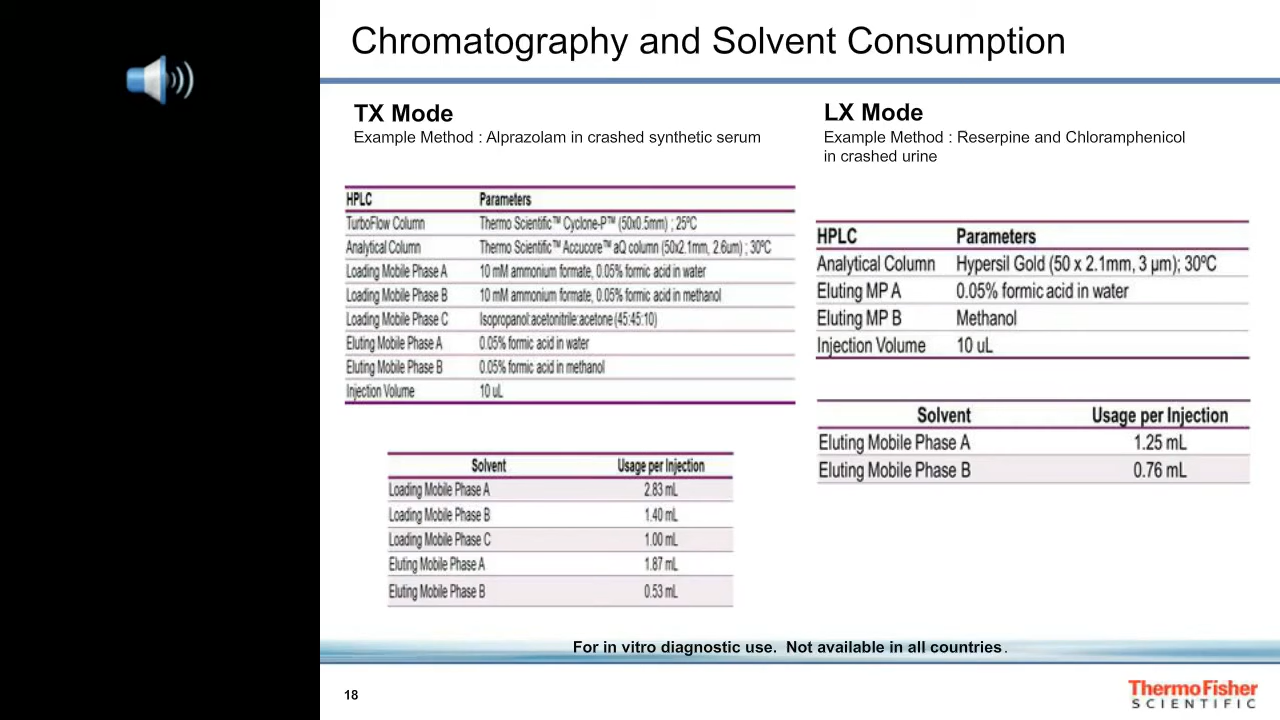 Chromatography and Solvent Consumption
TX Mode
Example Method : Alprazolam in crashed synthetic serum
HPLC Parameters
TurboFlow Column Thermo Scientific™ Cyclone-P™ (50x0.5mm) ; 25ºC
Analytical Column Thermo Scientific™ Accucore™ aQ column (50x2.1mm, 2.6um) ; 30ºC
Loading Mobile Phase A 10 mM ammonium formate, 0.05% formic acid in water
Loading Mobile Phase B 10 mM ammonium formate, 0.05% formic acid in methanol
Loading Mobile Phase C Isopropanol:acetonitrile:acetone (45:45:10)
Eluting Mobile Phase A 0.05% formic acid in water
Eluting Mobile Phase B 0.05% formic acid in methanol
Injection Volume 10 uL
Solvent Usage per Injection
Loading Mobile Phase A 2.83 mL
Loading Mobile Phase B 1.40 mL
Loading Mobile Phase C 1.00 mL
Eluting Mobile Phase A 1.87 mL
Eluting Mobile Phase B 0.53 mL
LX Mode
Example Method : Reserpine and Chloramphenicol
in crashed urine
HPLC Parameters
Analytical Column Hypersil Gold (50 x 2.1mm, 3 µm); 30ºC
Eluting MP A 0.05% formic acid in water
Eluting MP B Methanol
Injection Volume 10 uL
Solvent Usage per Injection
Eluting Mobile Phase A 1.25 mL
Eluting Mobile Phase B 0.76 mL
For in vitro diagnostic use. Not available in all countries.
18
ThermoFisher
SCIENTIFIC